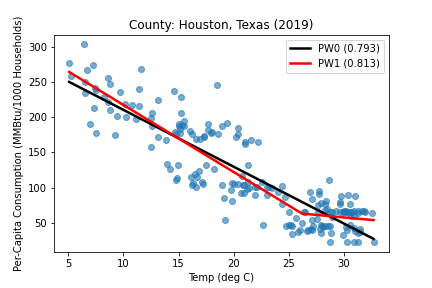 County: Houston, Texas (2019)
PW0 (0.793)
PW1 (0.813)
Per-Capita Consumption (MMBtu/1000 Households)
300
250
200
150
100
50
5 10 15 20 25 30
Temp (deg C)